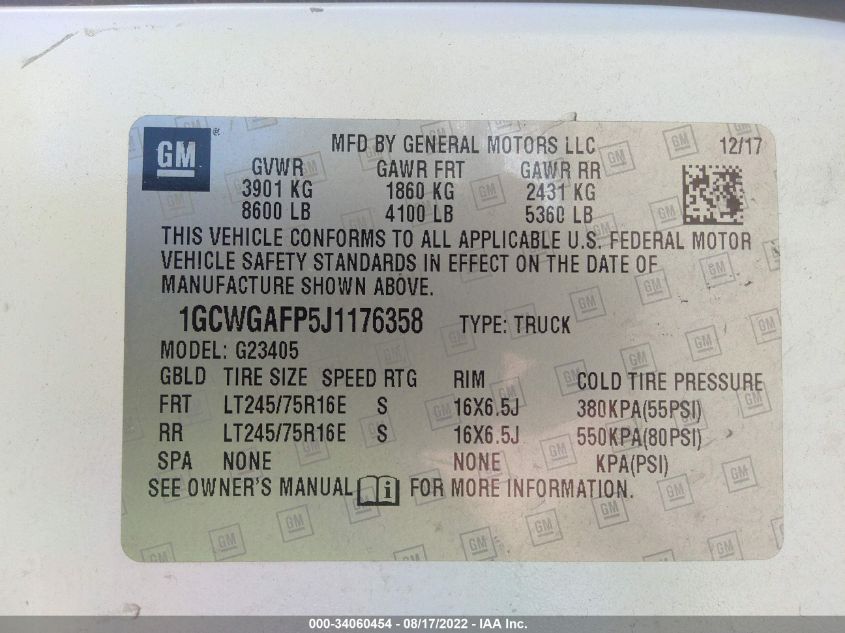 GM ® MFD BY GENERAL MOTORS LLC 12/17
GVWR GAWR FRT GAWR RR
3901 KG 1860 KG 2431 KG
8600 LB 4100 LB 5360 LB
THIS VEHICLE CONFORMS TO ALL APPLICABLE U.S. FEDERAL MOTOR
VEHICLE SAFETY STANDARDS IN EFFECT ON THE DATE OF
MANUFACTURE SHOWN ABOVE.
1GCWGAFP5J1176358 TYPE: TRUCK
MODEL: G23405
GBLD TIRE SIZE SPEED RTG RIM COLD TIRE PRESSURE
FRT LT245/75R16E S 16X6.5J 380KPA(55PSI)
RR LT245/75R16E S 16X6.5J 550KPA(80PSI)
SPA NONE NONE KPA(PSI)
SEE OWNER'S MANUAL i FOR MORE INFORMATION.
000-34060454 - 08/17/2022 - IAA Inc.